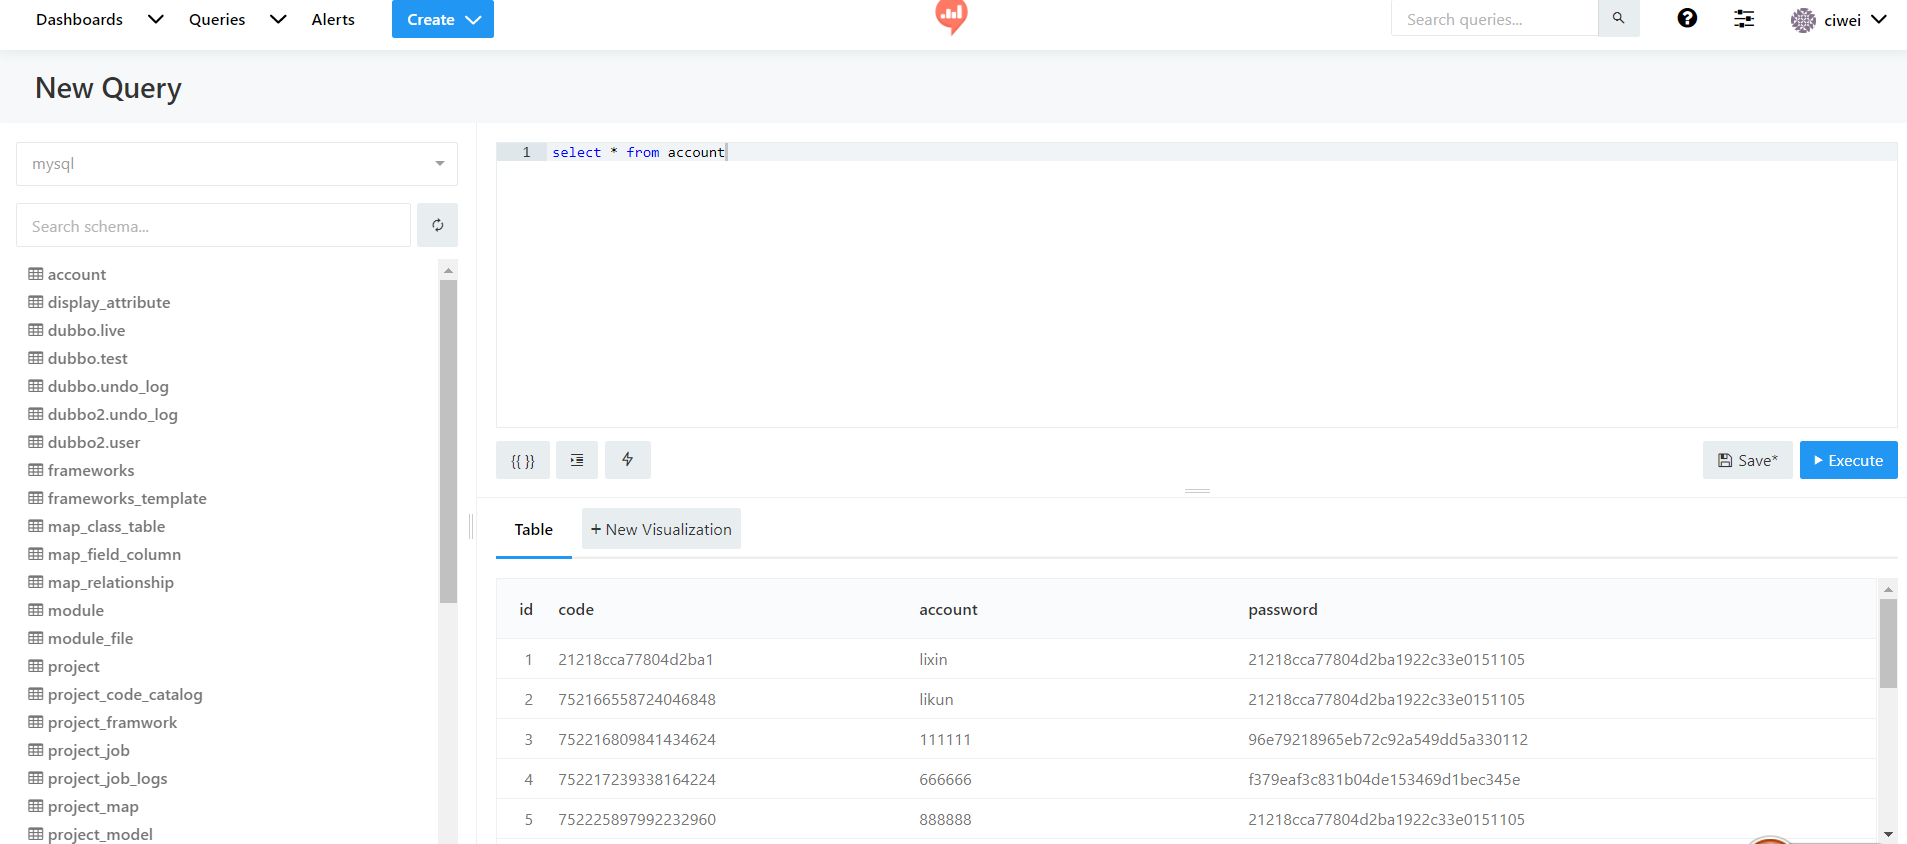 Dashboards Queries Alerts Create Search queries... ciwei
New Query
mysql
Search schema...
account
display_attribute
dubbo.live
dubbo.test
dubbo.undo_log
dubbo2.undo_log
dubbo2.user
frameworks
frameworks_template
map_class_table
map_field_column
map_relationship
module
module_file
project
project_code_catalog
project_framwork
project_job
project_job_logs
project_map
project_model
1 select * from account
{{ }} Save* Execute
Table + New Visualization
id code account password
1 21218cca77804d2ba1 lixin 21218cca77804d2ba1922c33e0151105
2 752166558724046848 likun 21218cca77804d2ba1922c33e0151105
3 752216809841434624 111111 96e79218965eb72c92a549dd5a330112
4 752217239338164224 666666 f379eaf3c831b04de153469d1bec345e
5 752225897992232960 888888 21218cca77804d2ba1922c33e0151105